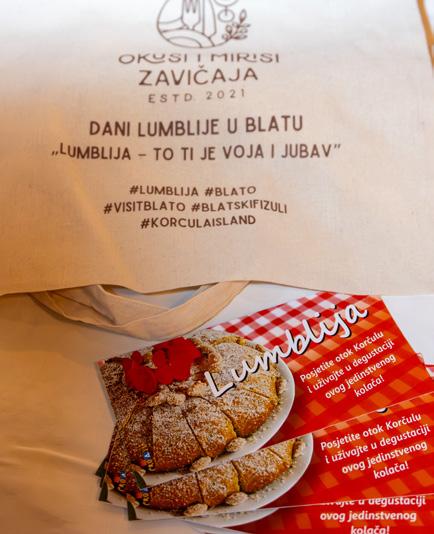 OKUSI I MIRISI
ZAVIČAJA
ESTD. 2021
DANI LUMBLIJE U BLATU
„LUMBLIJA – TO TI JE VOJA I JUBAV”
#LUMBLIJA #BLATO
#VISITBLATO #BLATSKIFIZULI
#KORCULAISLAND
Lumblija
Posjetite otok Korčulu
i uživajte u degustaciji
ovog jedinstvenog
kolača!
Posjetite otok Korčulu
i uživajte u degustaciji
ovog jedinstvenog
kolača!
uživajte u degustaciji
ovog jedinstvenog
kolača!